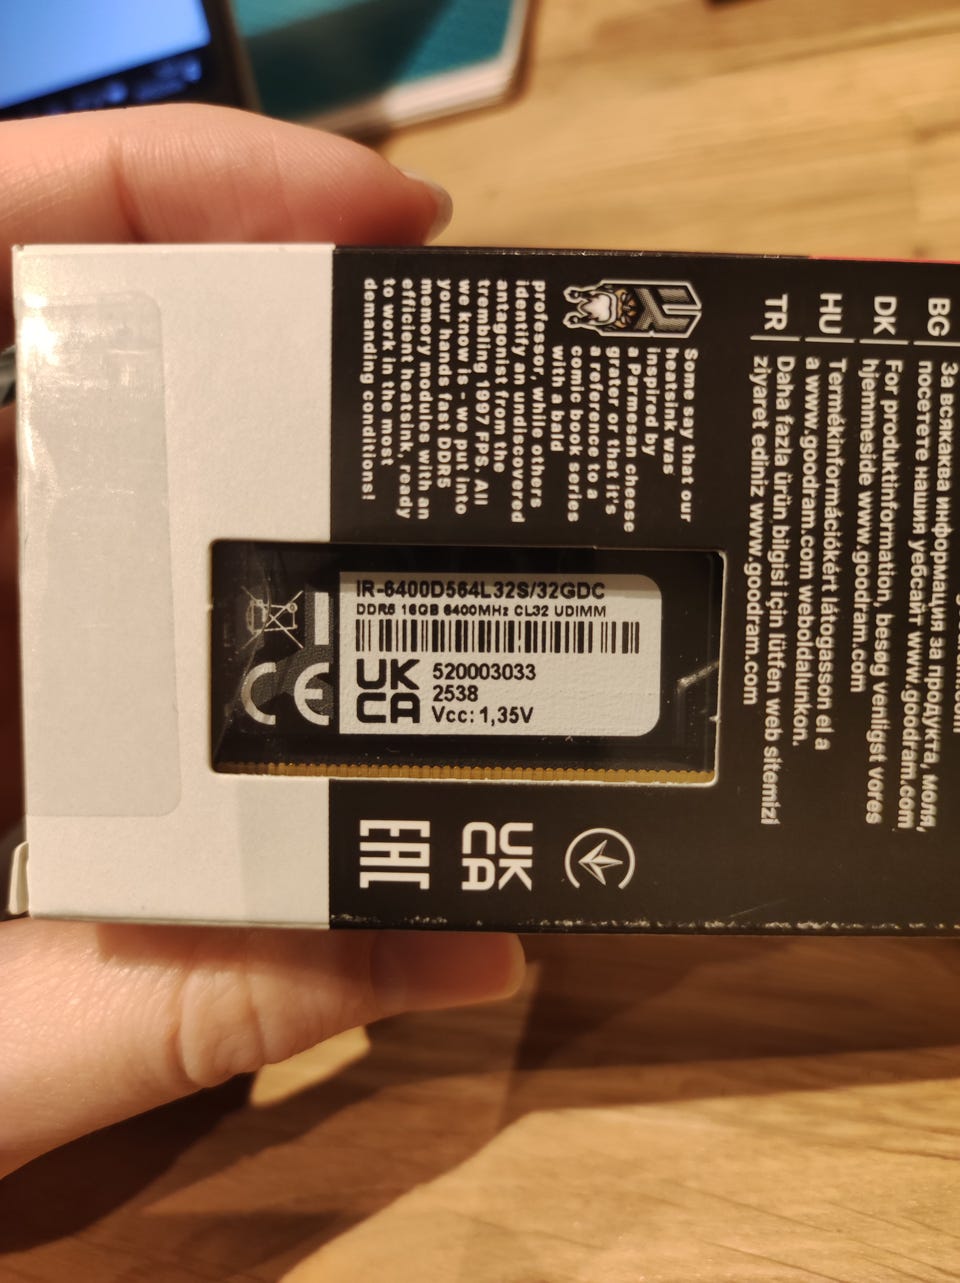 IR-6400D564L32S/32GDC
DDR5 16GB 6400MHz CL32 UDIMM
UK
CA
520003033
2538
Vcc: 1,35V
CE
BG
За всякаква информация за продукта, моля,
посетете нашия уебсайт www.goodram.com
DK
For produktinformation, besøg venligst vores
hjemmeside www.goodram.com
HU
Termékinformációkért látogasson el a
a www.goodram.com weboldalunkon.
TR
Daha fazla ürün bilgisi için lütfen web sitemizi
ziyaret ediniz www.goodram.com
Some say that our
heatsink was
inspired by
a Parmesan cheese
grater or that it's
a reference to a
comic book series
with a bald
professor, while others
identify an undiscovered
antagonist from the
trembling 1997 FPS. All
we know is - we put into
your hands fast DDR5
memory modules with an
efficient heatsink, ready
to work in the most
demanding conditions!
UK
CA
EAC